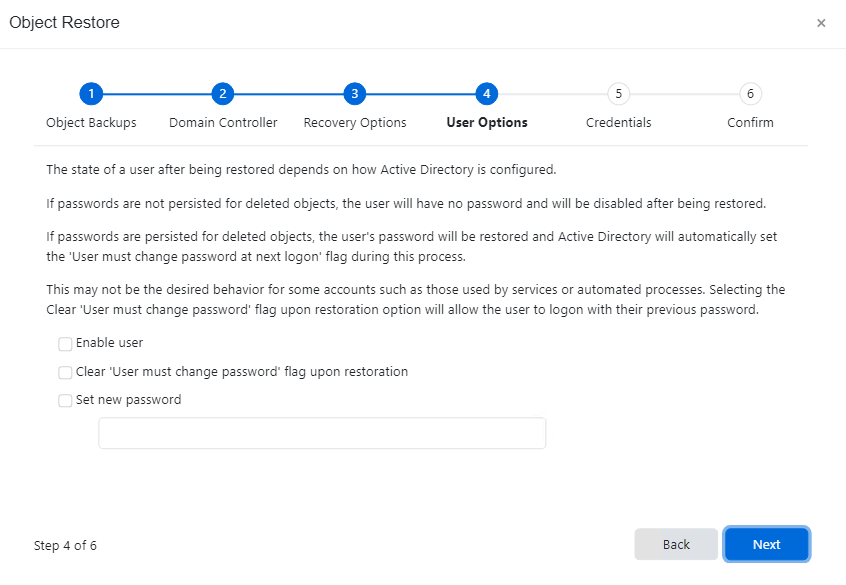 Object Restore
×
1 2 3 4 5 6
Object Backups Domain Controller Recovery Options User Options Credentials Confirm
The state of a user after being restored depends on how Active Directory is configured.
If passwords are not persisted for deleted objects, the user will have no password and will be disabled after being restored.
If passwords are persisted for deleted objects, the user's password will be restored and Active Directory will automatically set
the 'User must change password at next logon' flag during this process.
This may not be the desired behavior for some accounts such as those used by services or automated processes. Selecting the
Clear 'User must change password' flag upon restoration option will allow the user to logon with their previous password.
Enable user
Clear 'User must change password' flag upon restoration
Set new password
Step 4 of 6
Back
Next